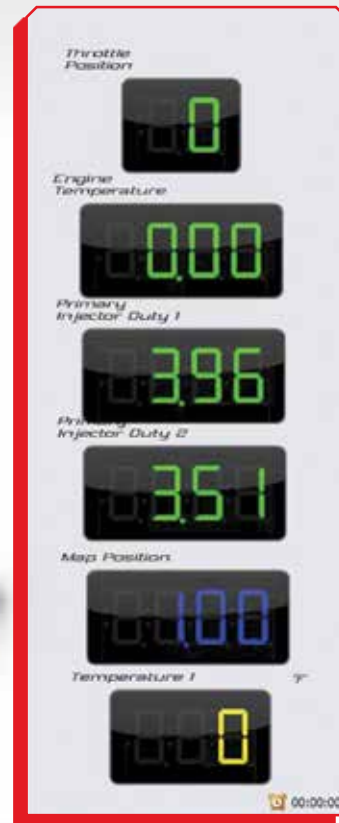 Throttle
Position
0
Engine
Temperature
0.00
Primary
Injector Duty 1
3.96
Primary
Injector Duty 2
3.51
Map Position
1.00
Temperature 1 °F
0
00:00:00